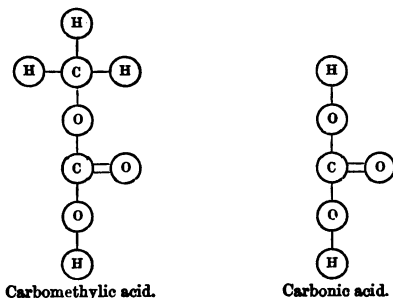 H
H C H H
O O
C O C O
O O
H H
Carbomethylic acid. Carbonic acid.